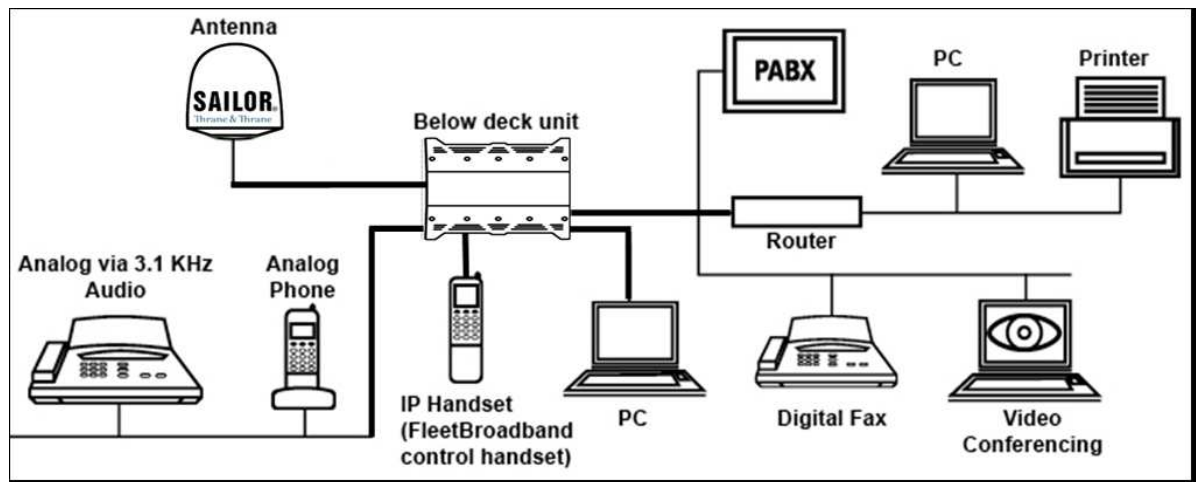 Antenna
SAILOR®
Thrane & Thrane
Below deck unit
PABX
PC
Printer
Router
Analog via 3.1 KHz
Audio
Analog
Phone
IP Handset
(FleetBroadband
control handset)
PC
Digital Fax
Video
Conferencing